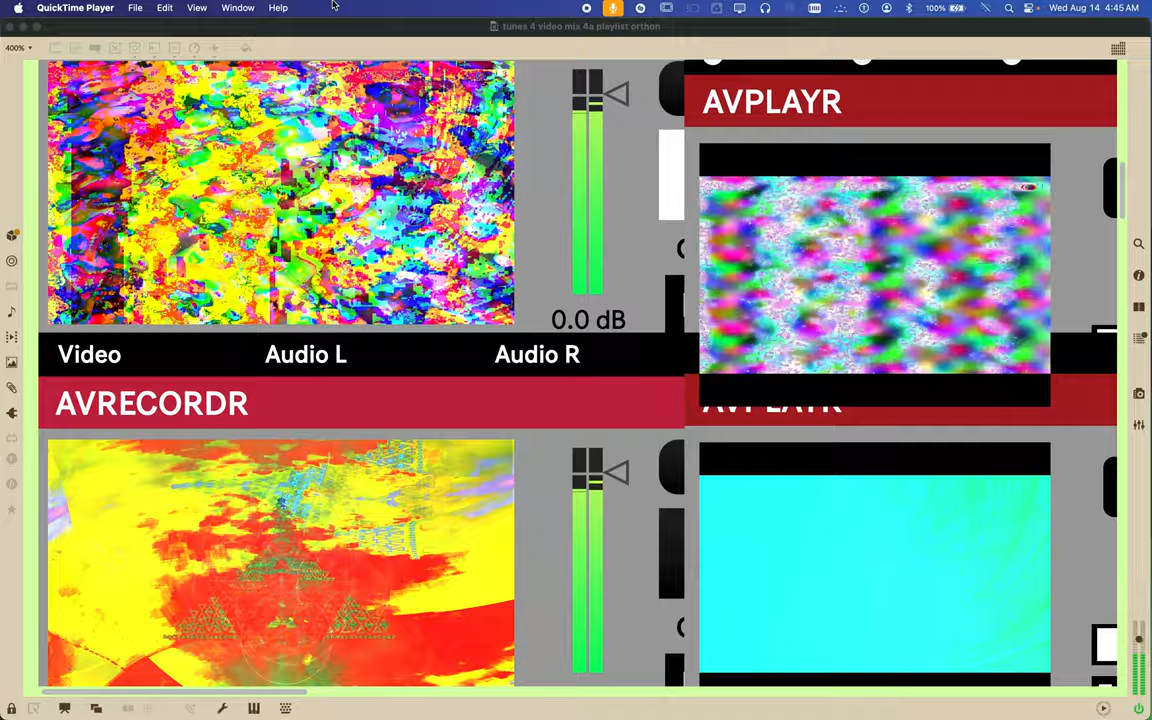 QuickTime Player File Edit View Window Help 100% Wed Aug 14 4:45 AM
tunes 4 video mix 4a playlist orthon
400%
AVPLAYR
0.0 dB
Video Audio L Audio R
AVRECORDR
AVPLAYR